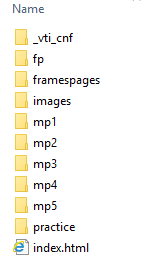 Name
_vti_cnf
fp
framespages
images
mp1
mp2
mp3
mp4
mp5
practice
index.html